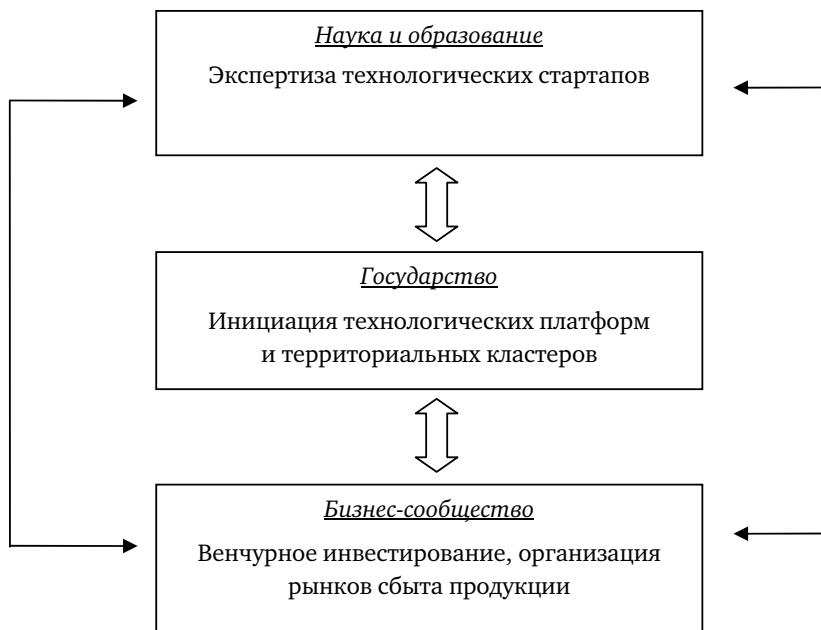 Наука и образование
Экспертиза технологических стартапов
Государство
Инициация технологических платформ
и территориальных кластеров
Бизнес-сообщество
Венчурное инвестирование, организация
рынков сбыта продукции